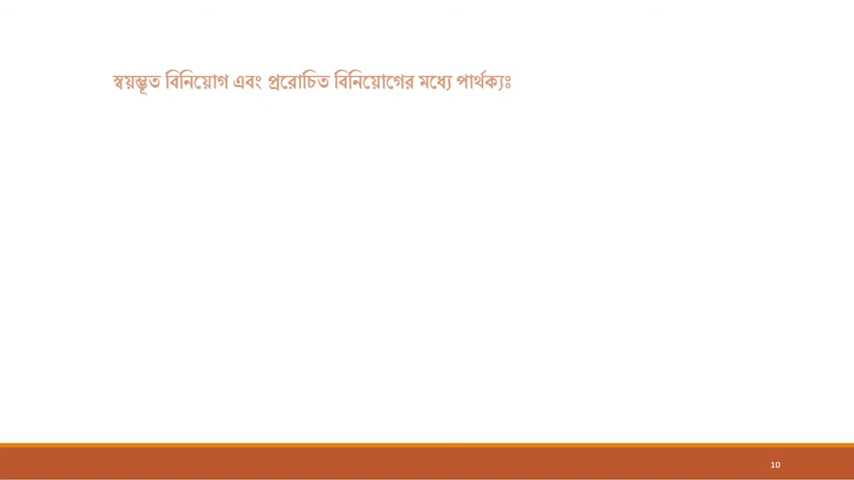 স্বয়ম্ভূত বিনিয়োগ এবং প্ররোচিত বিনিয়োগের মধ্যে পার্থক্যঃ
10